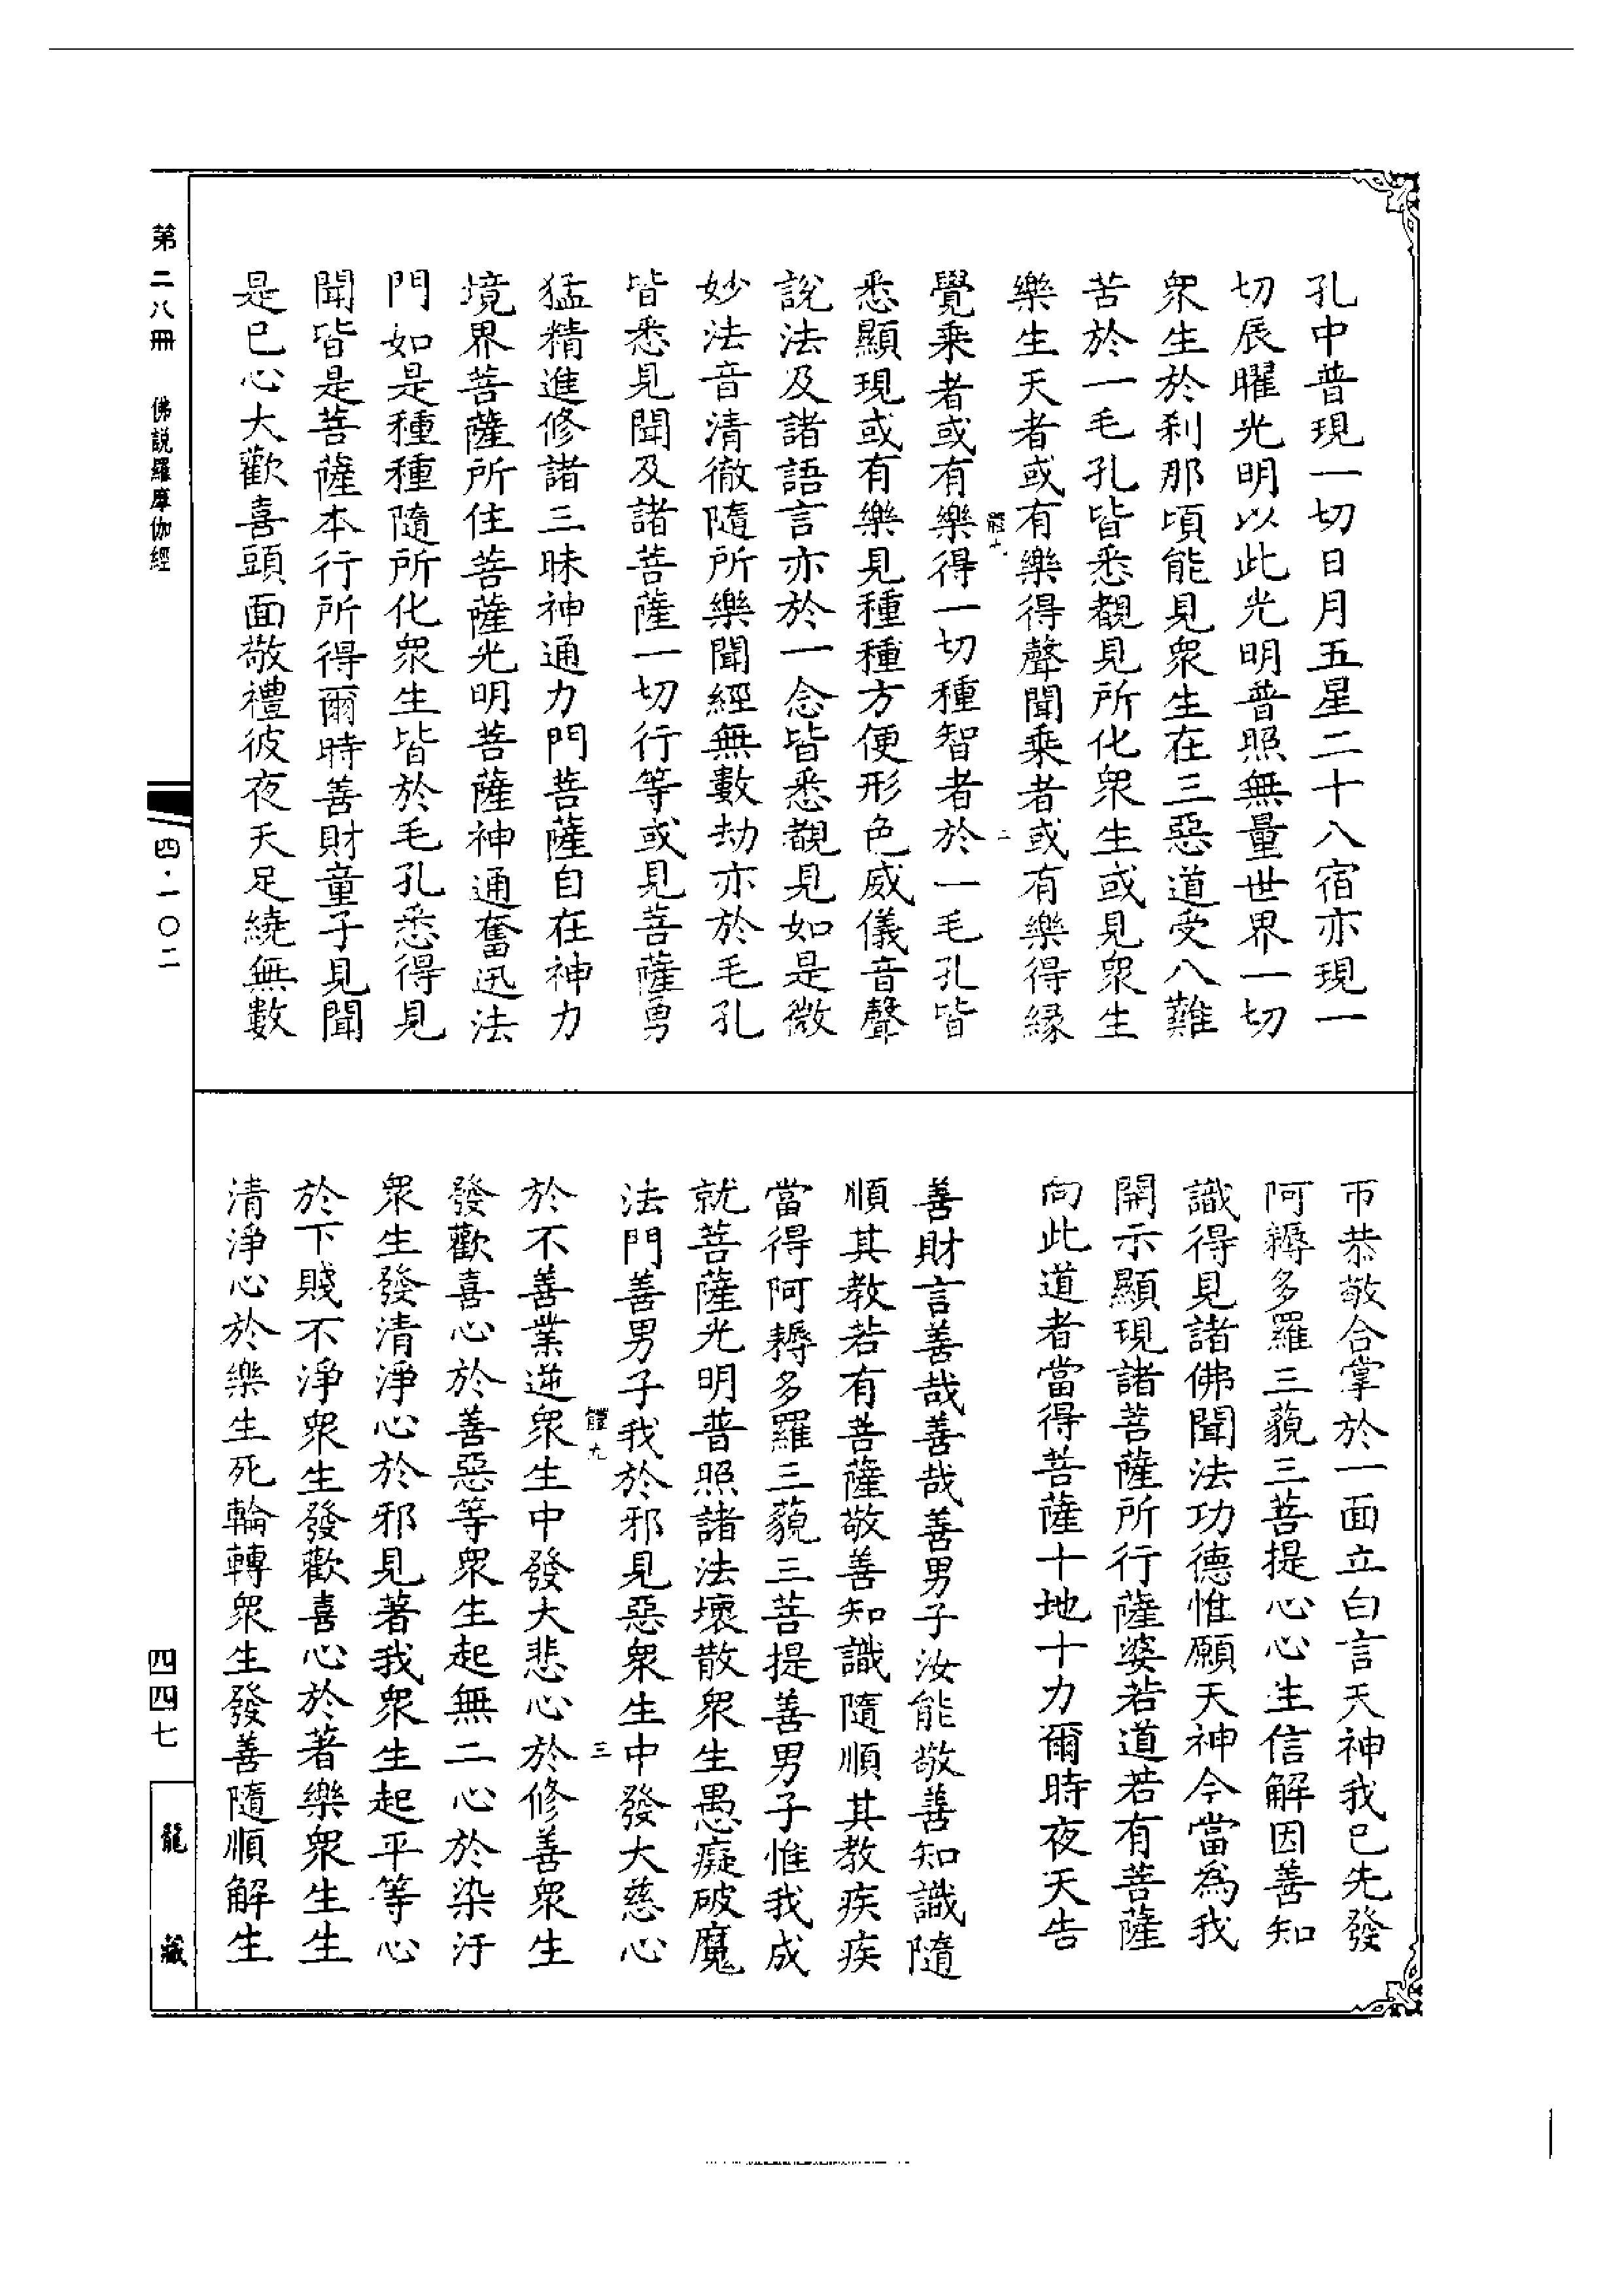 孔中普現一切日月五星二十八宿亦現一
切辰曜光明以此光明普照無量世界一切
衆生於刹那頃能見衆生在三惡道受八難
苦於一毛孔皆悉覩見所化衆生或見衆生
樂生天者或有樂得聲聞乘者或有樂得緣
覺乘者或有樂得一切種智者於一毛孔皆
悉顯現或有樂見種種方便形色威儀音聲
說法及諸語言亦於一念皆悉覩見如是微
妙法音清徹隨所樂聞經無數劫亦於毛孔
皆悉見聞及諸菩薩一切行等或見菩薩勇
猛精進修諸三昧神通力門菩薩自在神力
境界菩薩所住菩薩光明菩薩神通奮迅法
門如是種種隨所化衆生皆於毛孔悉得見
聞皆是菩薩本行所得爾時善財童子見聞
是已心大歡喜頭面敬禮彼夜天足繞無數
帀恭敬合掌於一面立白言天神我已先發
阿耨多羅三藐三菩提心心生信解因善知
識得見諸佛聞法功德惟願天神今當為我
開示顯現諸菩薩所行薩婆若道若有菩薩
向此道者當得菩薩十地十力爾時夜天告
善財言善哉善哉善男子汝能敬善知識隨
順其教若有菩薩敬善知識隨順其教疾疾
當得阿耨多羅三藐三菩提善男子惟我成
就菩薩光明普照諸法壞散衆生愚癡破魔
法門善男子我於邪見惡衆生中發大慈心
於不善業逆衆生中發大悲心於修善衆生
發歡喜心於善惡等衆生起無二心於染汙
衆生發清淨心於邪見著我衆生起平等心
於下賤不淨衆生發歡喜心於著樂衆生生
清淨心於樂生死輪轉衆生發善隨順解生
第二八冊 佛說羅摩伽經
四·一〇二
四四七
龍藏
二
三